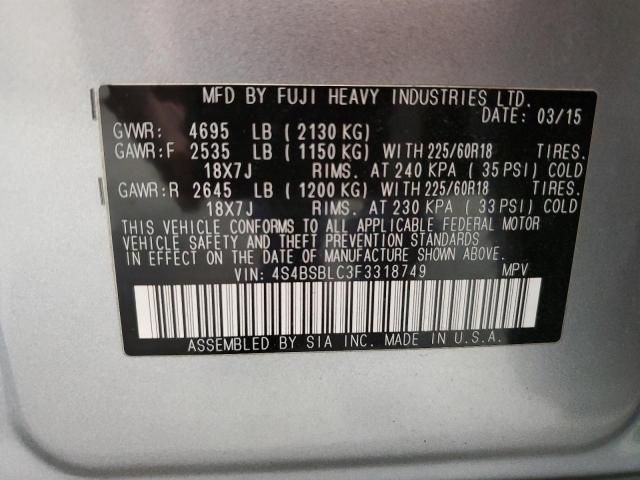 MFD BY FUJI HEAVY INDUSTRIES LTD.
DATE: 03/15
GVWR: 4695 LB (2130 KG)
GAWR:F 2535 LB (1150 KG) WITH 225/60R18 TIRES.
18X7J RIMS. AT 240 KPA (35 PSI) COLD
GAWR:R 2645 LB (1200 KG) WITH 225/60R18 TIRES.
18X7J RIMS. AT 230 KPA (33 PSI) COLD
THIS VEHICLE CONFORMS TO ALL APPLICABLE FEDERAL MOTOR
VEHICLE SAFETY AND THEFT PREVENTION STANDARDS
IN EFFECT ON THE DATE OF MANUFACTURE SHOWN ABOVE.
VIN: 4S4BSBLC3F3318749 MPV
ASSEMBLED BY SIA INC. MADE IN U.S.A.